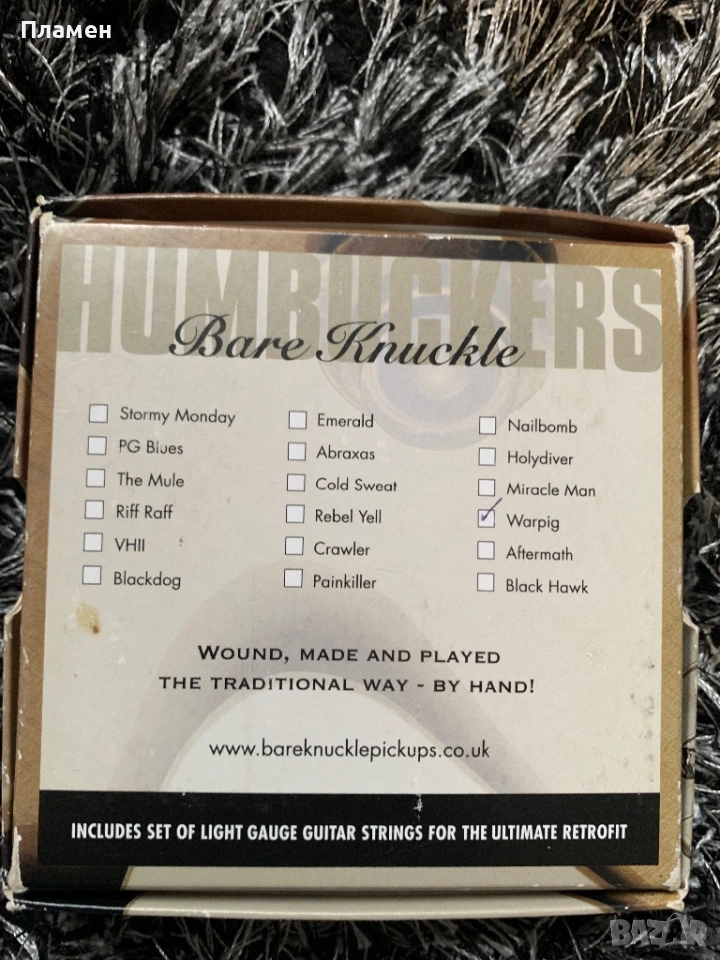 Пламен
HUMBUCKERS
Bare Knuckle
Stormy Monday
PG Blues
The Mule
Riff Raff
VHII
Blackdog
Emerald
Abraxas
Cold Sweat
Rebel Yell
Crawler
Painkiller
Nailbomb
Holydiver
Miracle Man
Warpig
Aftermath
Black Hawk
WOUND, MADE AND PLAYED
THE TRADITIONAL WAY - BY HAND!
www.bareknucklepickups.co.uk
INCLUDES SET OF LIGHT GAUGE GUITAR STRINGS FOR THE ULTIMATE RETROFIT
BAZAR